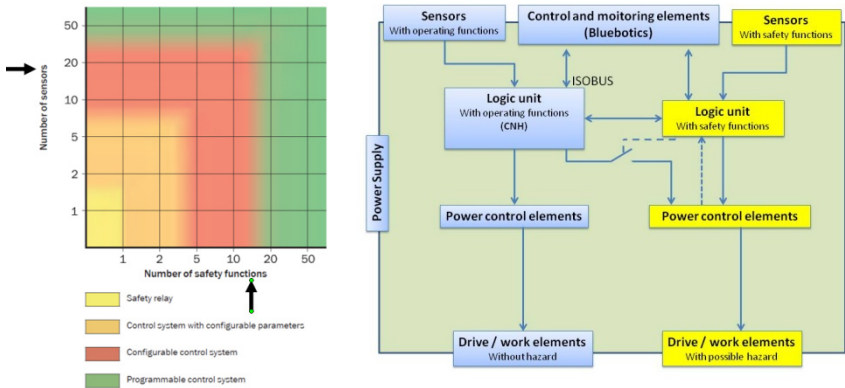 50
20
10
5
2
1
Number of sensors
1 2 5 10 20 50
Number of safety functions
Safety relay
Control system with configurable parameters
Configurable control system
Programmable control system
Sensors
With operating functions
Control and moitoring elements
(Bluebotics)
Sensors
With safety functions
ISOBUS
Logic unit
With operating functions
(CNH)
Logic unit
With safety functions
Power Supply
Power control elements
Power control elements
Drive / work elements
Without hazard
Drive / work elements
With possible hazard